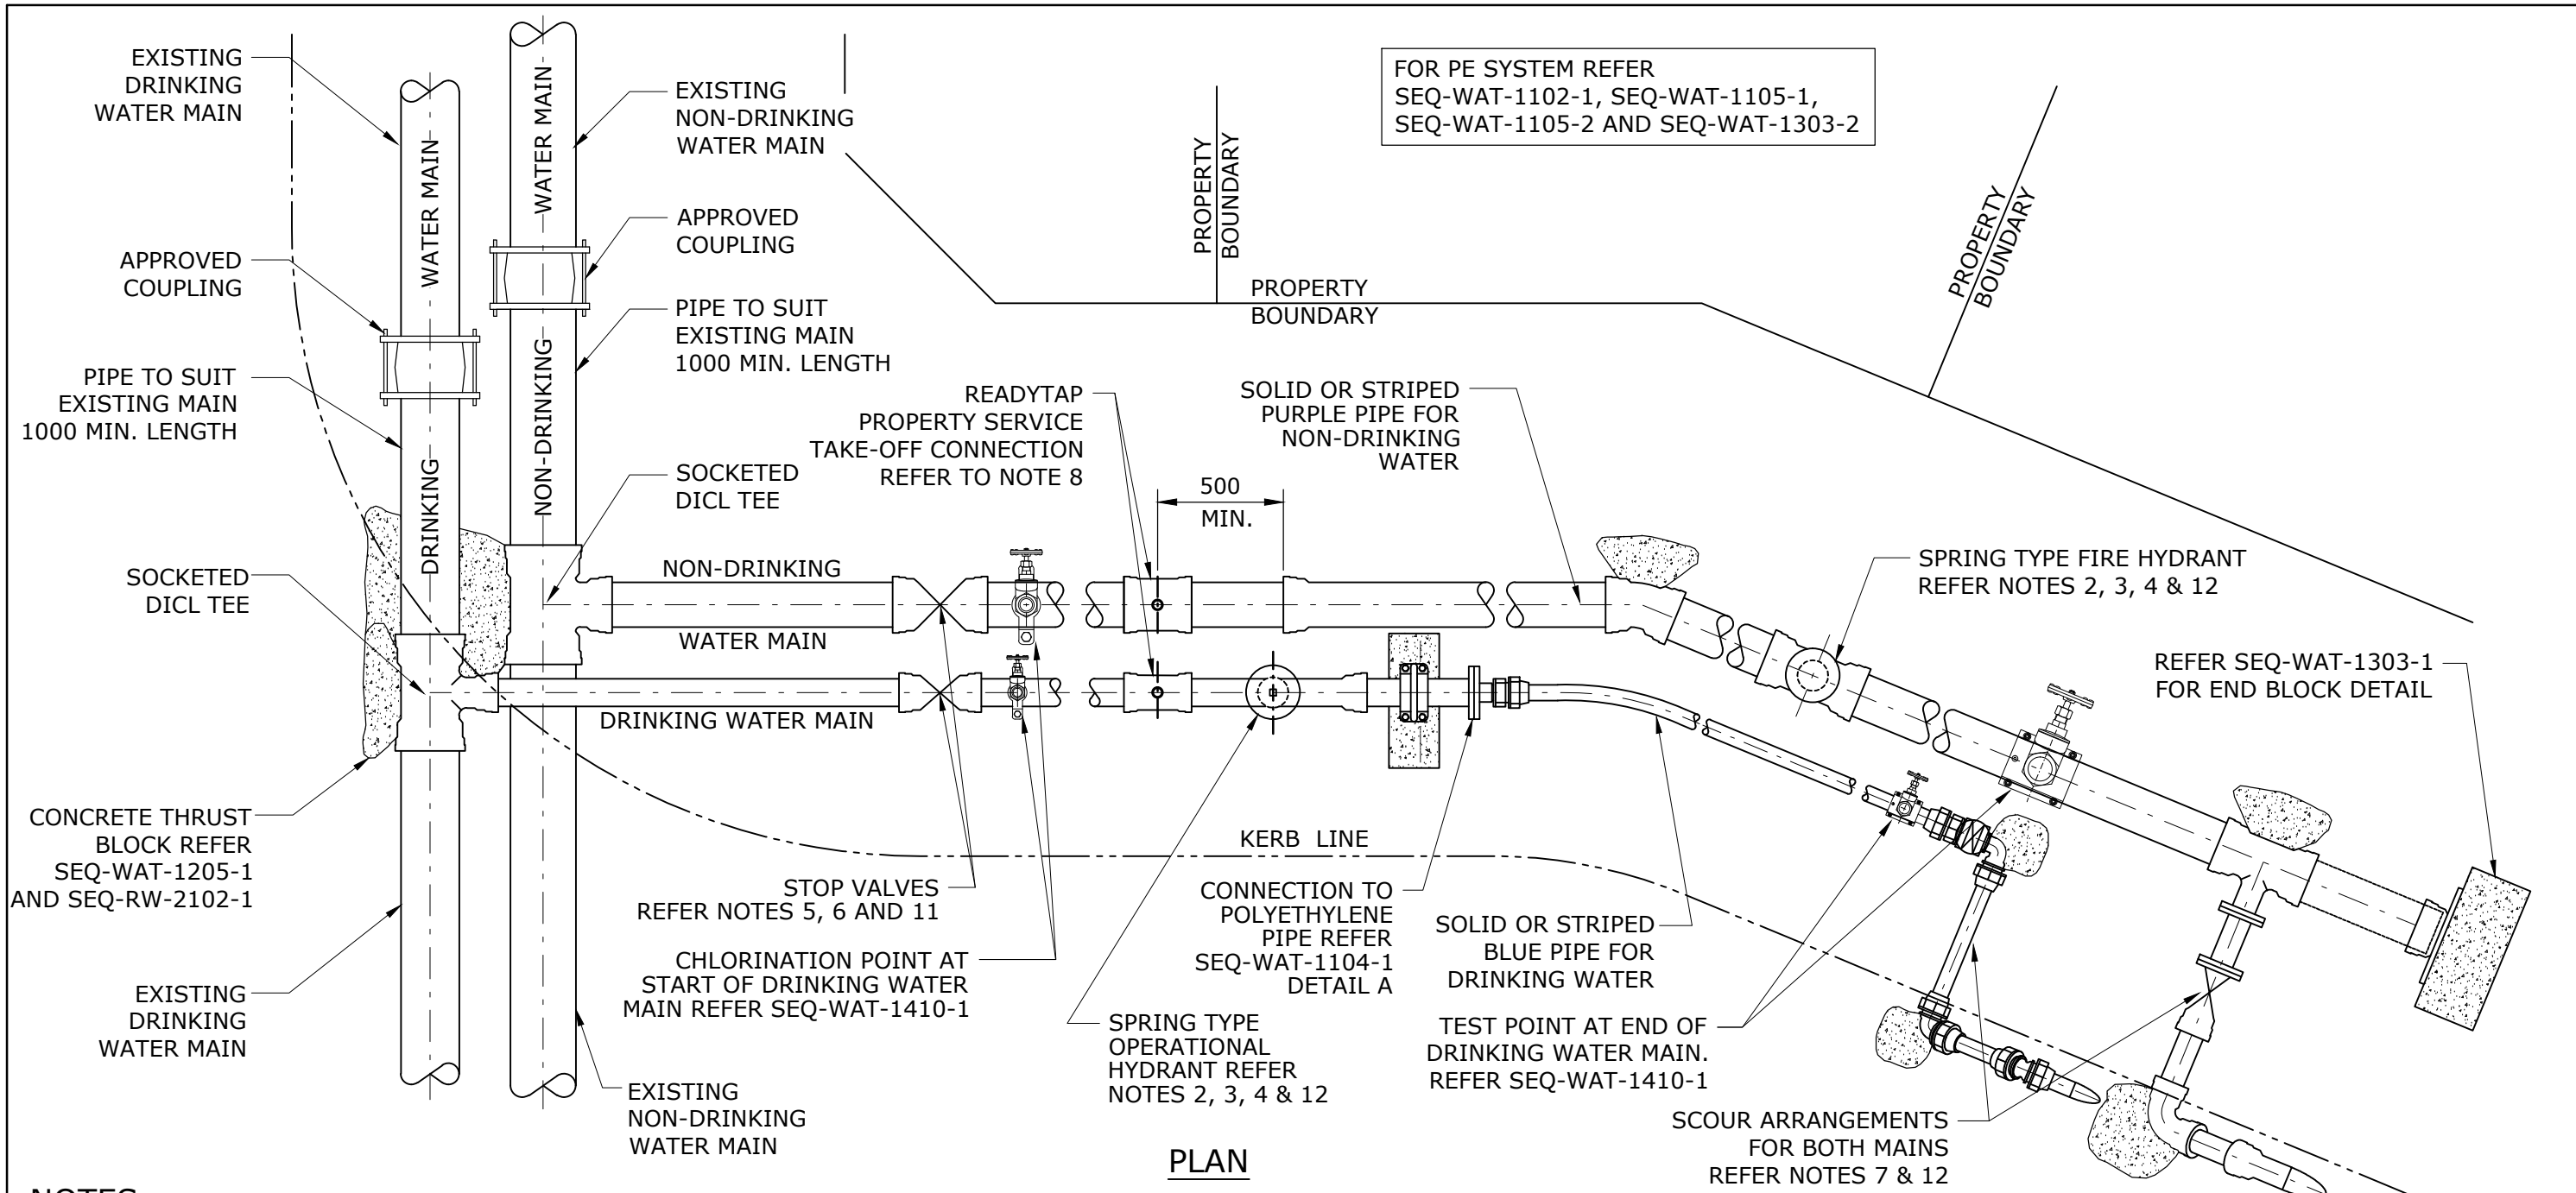 EXISTING
DRINKING
WATER MAIN
WATER MAIN
WATER MAIN
EXISTING
NON-DRINKING
WATER MAIN
FOR PE SYSTEM REFER
SEQ-WAT-1102-1, SEQ-WAT-1105-1,
SEQ-WAT-1105-2 AND SEQ-WAT-1303-2
PROPERTY
BOUNDARY
PROPERTY
BOUNDARY
APPROVED
COUPLING
APPROVED
COUPLING
PROPERTY
BOUNDARY
PIPE TO SUIT
EXISTING MAIN
1000 MIN. LENGTH
PIPE TO SUIT
EXISTING MAIN
1000 MIN. LENGTH
DRINKING
NON-DRINKING
READYTAP
PROPERTY SERVICE
TAKE-OFF CONNECTION
REFER TO NOTE 8
SOLID OR STRIPED
PURPLE PIPE FOR
NON-DRINKING
WATER
SOCKETED
DICL TEE
500
MIN.
SOCKETED
DICL TEE
NON-DRINKING
WATER MAIN
SPRING TYPE FIRE HYDRANT
REFER NOTES 2, 3, 4 & 12
REFER SEQ-WAT-1303-1
FOR END BLOCK DETAIL
DRINKING WATER MAIN
CONCRETE THRUST
BLOCK REFER
SEQ-WAT-1205-1
AND SEQ-RW-2102-1
KERB LINE
STOP VALVES
REFER NOTES 5, 6 AND 11
CONNECTION TO
POLYETHYLENE
PIPE REFER
SEQ-WAT-1104-1
DETAIL A
SOLID OR STRIPED
BLUE PIPE FOR
DRINKING WATER
CHLORINATION POINT AT
START OF DRINKING WATER
MAIN REFER SEQ-WAT-1410-1
EXISTING
DRINKING
WATER MAIN
SPRING TYPE
OPERATIONAL
HYDRANT REFER
NOTES 2, 3, 4 & 12
TEST POINT AT END OF
DRINKING WATER MAIN.
REFER SEQ-WAT-1410-1
EXISTING
NON-DRINKING
WATER MAIN
SCOUR ARRANGEMENTS
FOR BOTH MAINS
REFER NOTES 7 & 12
PLAN
NOTES